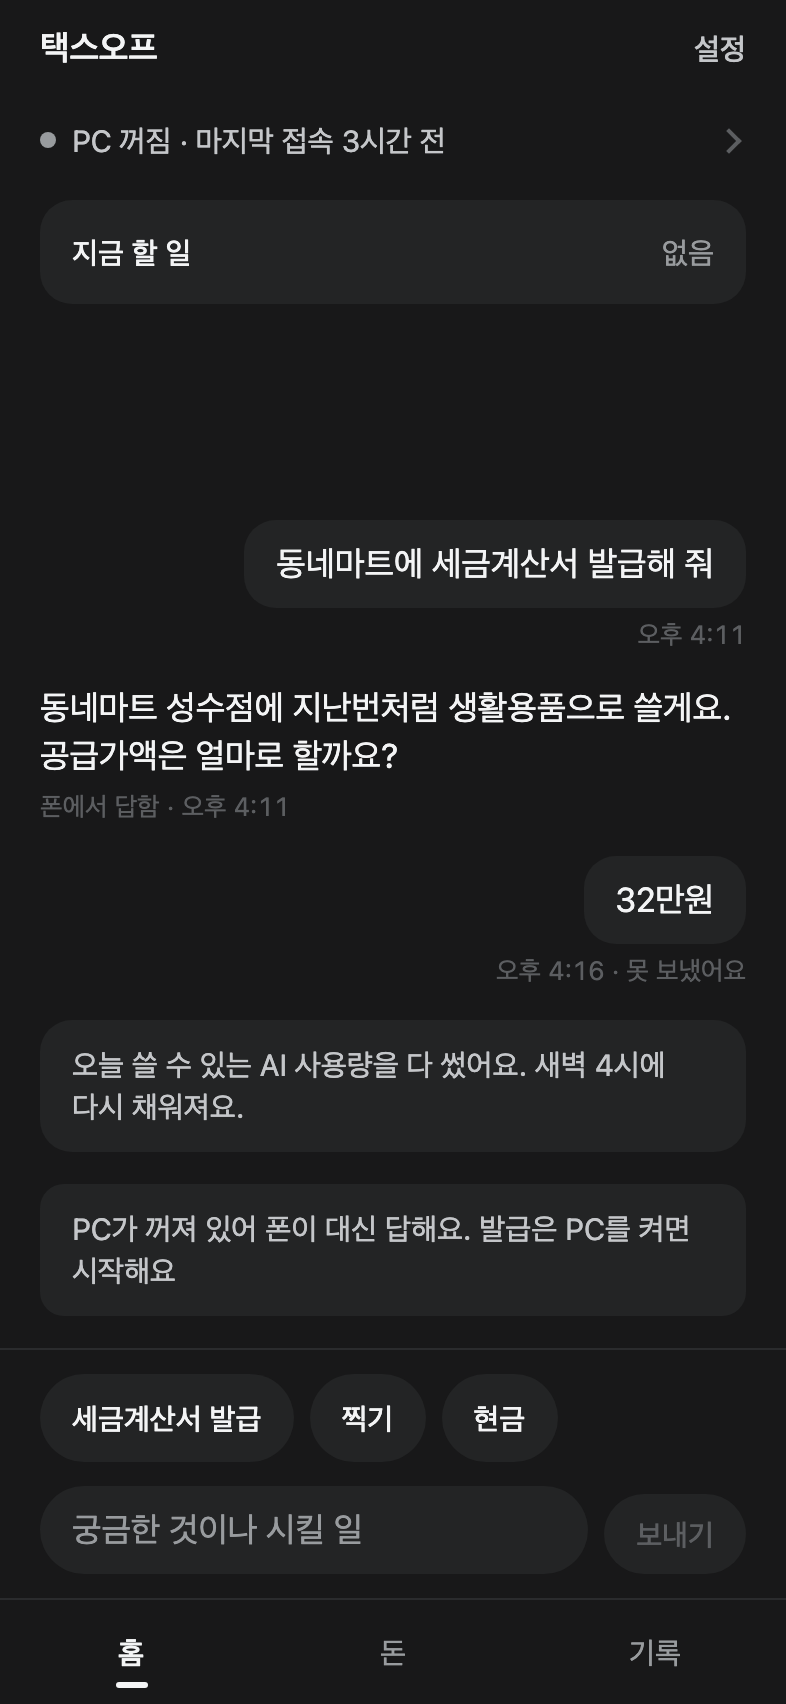 택스오프
설정
PC 꺼짐 · 마지막 접속 3시간 전
지금 할 일
없음
동네마트에 세금계산서 발급해 줘
오후 4:11
동네마트 성수점에 지난번처럼 생활용품으로 쓸게요.
공급가액은 얼마로 할까요?
폰에서 답함 · 오후 4:11
32만원
오후 4:16 · 못 보냈어요
오늘 쓸 수 있는 AI 사용량을 다 썼어요. 새벽 4시에
다시 채워져요.
PC가 꺼져 있어 폰이 대신 답해요. 발급은 PC를 켜면
시작해요
세금계산서 발급
찍기
현금
궁금한 것이나 시킬 일
보내기
홈
돈
기록